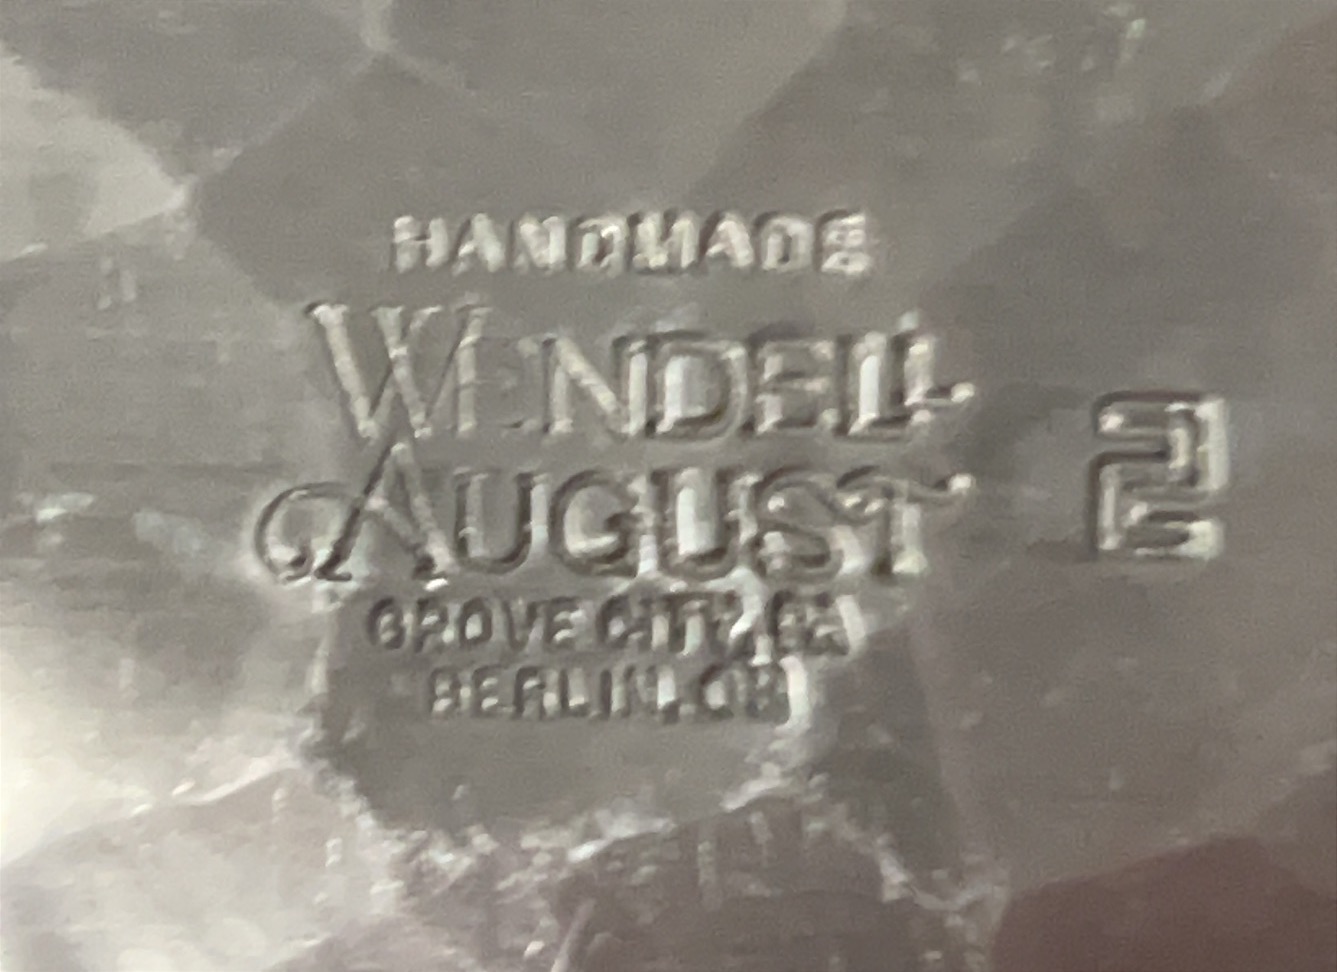 HANDMADE
WENDELL
AUGUST
GROVE CITY, PA
BERLIN, OH
2